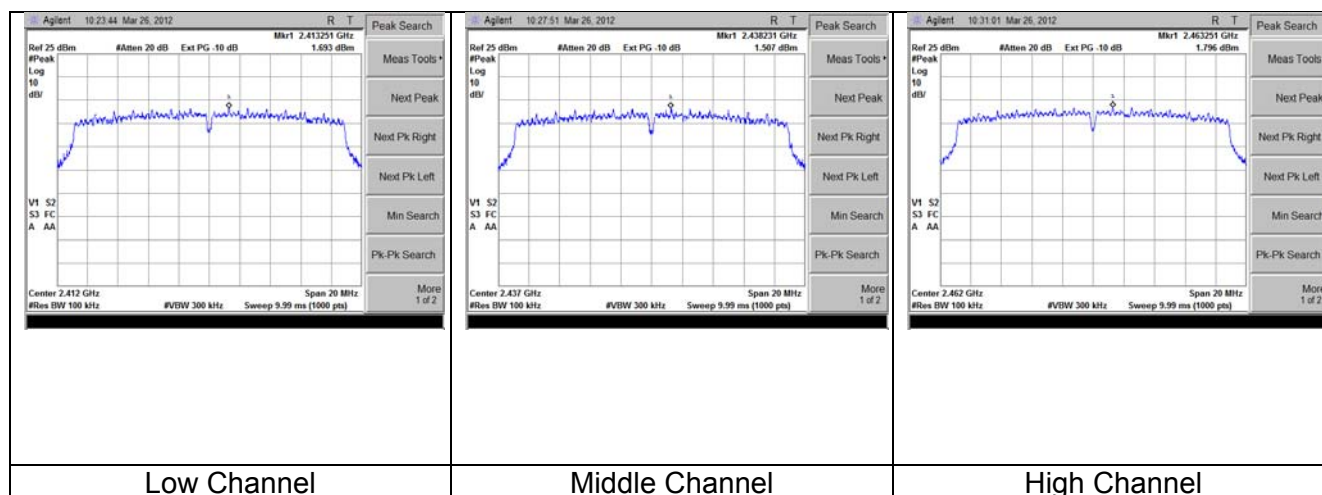 Agilent 10:23:44 Mar 26, 2012 R T
Mkr1 2.413251 GHz
Ref 25 dBm #Atten 20 dB Ext PG -10 dB 1.693 dBm
#Peak
Log
10
dB/
V1 S2
S3 FC
A AA
Center 2.412 GHz Span 20 MHz
#Res BW 100 kHz #VBW 300 kHz Sweep 9.99 ms (1000 pts)
Peak Search
Meas Tools
Next Peak
Next Pk Right
Next Pk Left
Min Search
Pk-Pk Search
More
1 of 2
Low Channel
Agilent 10:27:51 Mar 26, 2012 R T
Mkr1 2.438231 GHz
Ref 25 dBm #Atten 20 dB Ext PG -10 dB 1.507 dBm
#Peak
Log
10
dB/
V1 S2
S3 FC
A AA
Center 2.437 GHz Span 20 MHz
#Res BW 100 kHz #VBW 300 kHz Sweep 9.99 ms (1000 pts)
Peak Search
Meas Tools
Next Peak
Next Pk Right
Next Pk Left
Min Search
Pk-Pk Search
More
1 of 2
Middle Channel
Agilent 10:31:01 Mar 26, 2012 R T
Mkr1 2.463251 GHz
Ref 25 dBm #Atten 20 dB Ext PG -10 dB 1.796 dBm
#Peak
Log
10
dB/
V1 S2
S3 FC
A AA
Center 2.462 GHz Span 20 MHz
#Res BW 100 kHz #VBW 300 kHz Sweep 9.99 ms (1000 pts)
Peak Search
Meas Tools
Next Peak
Next Pk Right
Next Pk Left
Min Search
Pk-Pk Search
More
1 of 2
High Channel